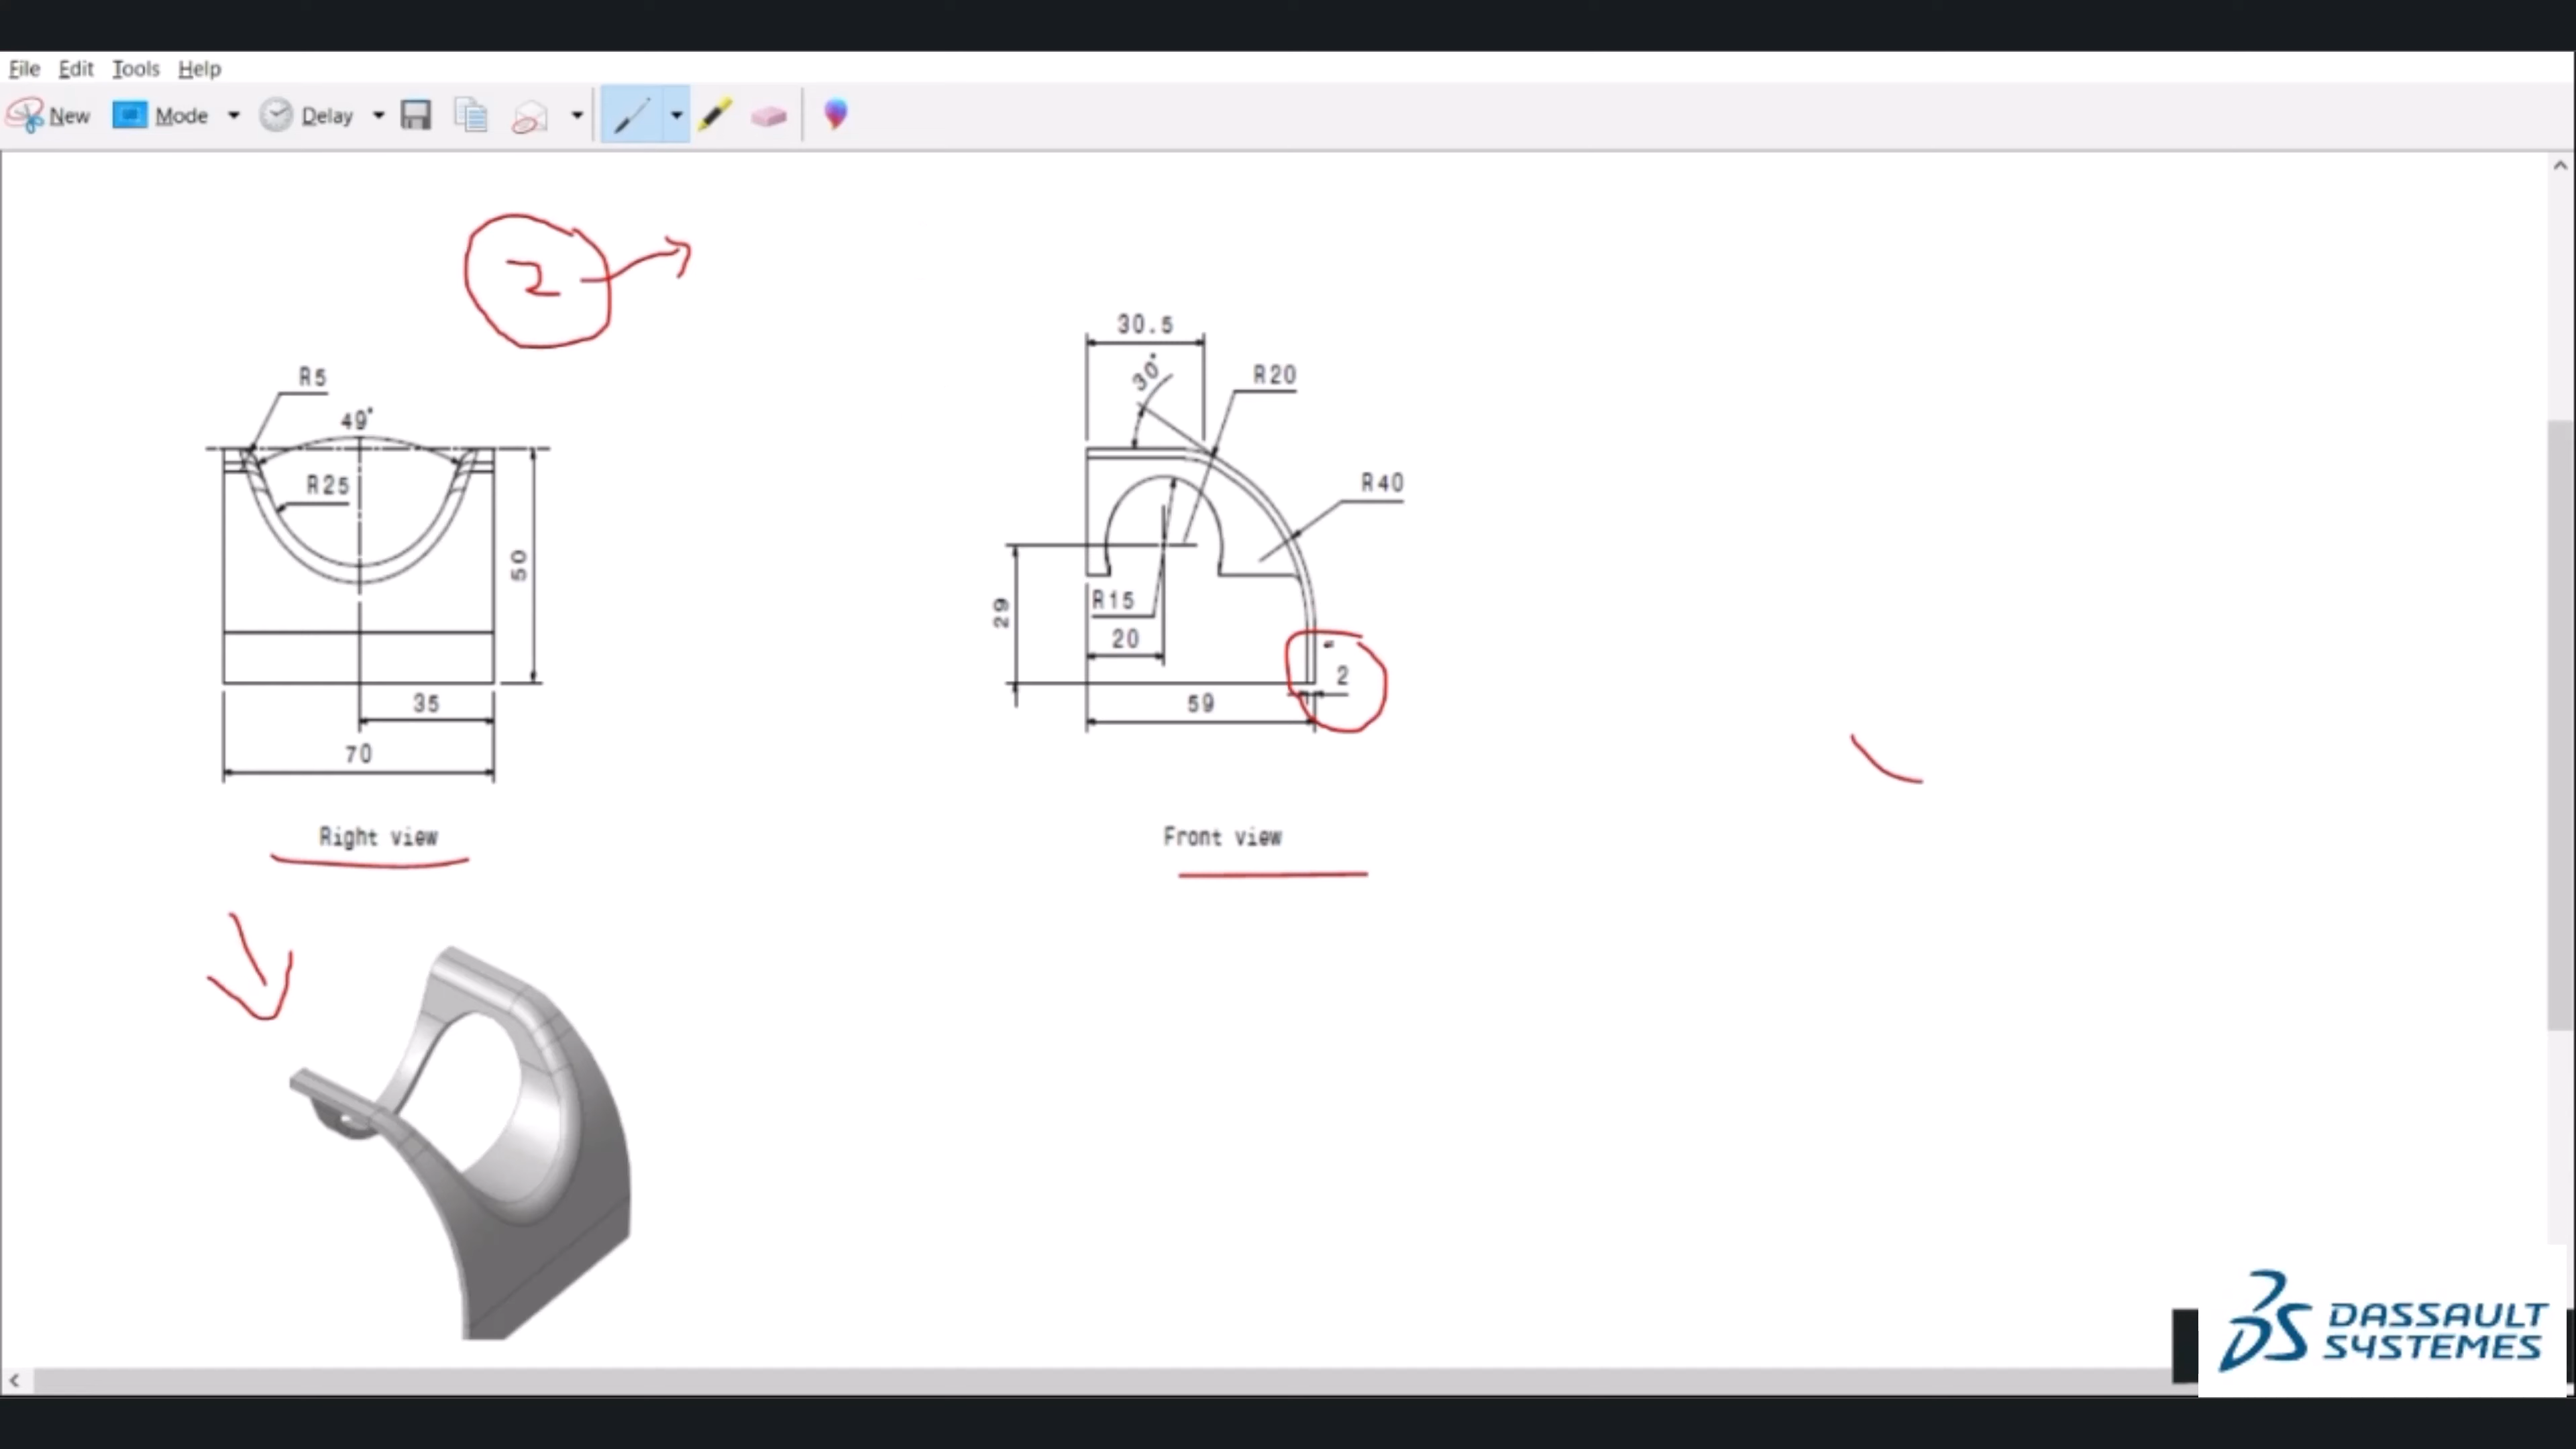 File Edit Tools Help
New Mode Delay
2
30.5
R5
30°
R20
49°
R25
R40
50
29
R15
20
2
35
59
70
Right view
Front view
DASSAULT
SYSTEMES